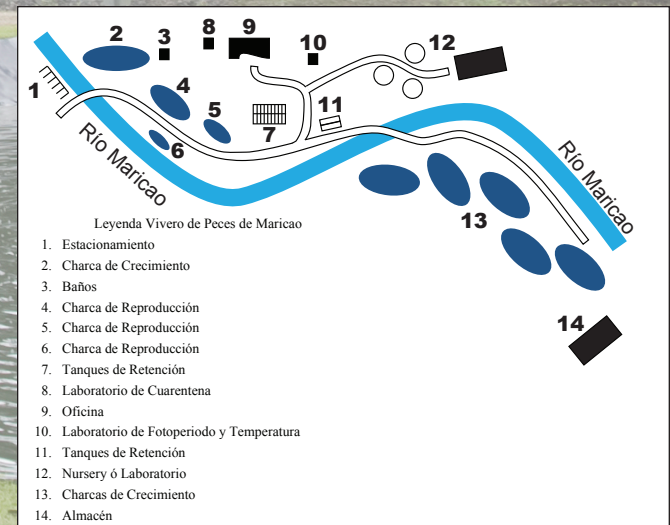 2
3
8
9
10
12
1
4
5
6
7
11
13
14
Río Maricao
Río Maricao
Leyenda Vivero de Peces de Maricao
1. Estacionamiento
2. Charca de Crecimiento
3. Baños
4. Charca de Reproducción
5. Charca de Reproducción
6. Charca de Reproducción
7. Tanques de Retención
8. Laboratorio de Cuarentena
9. Oficina
10. Laboratorio de Fotoperiodo y Temperatura
11. Tanques de Retención
12. Nursery ó Laboratorio
13. Charcas de Crecimiento
14. Almacén